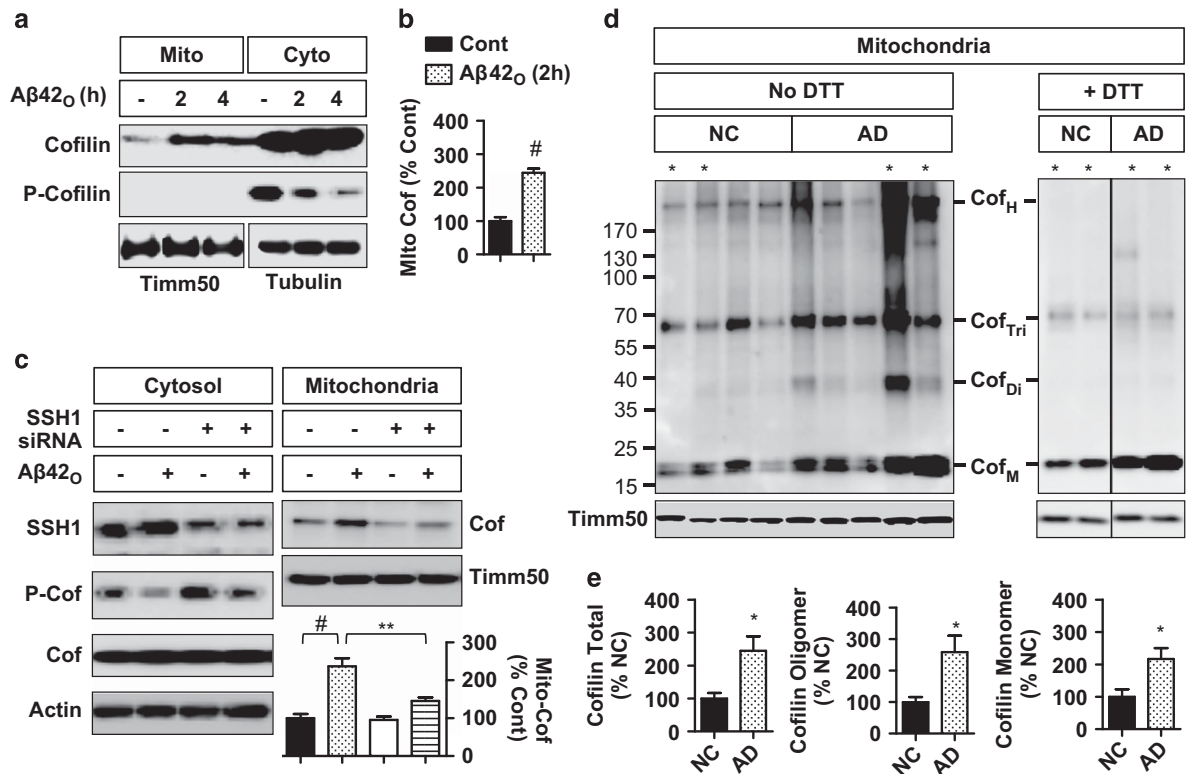 a
Mito Cyto
Aβ42O (h) - 2 4 - 2 4
Cofilin
P-Cofilin
Timm50 Tubulin
b
Cont
Aβ42O (2h)
Mito Cof (% Cont)
400
300
200
100
0
#
c
Cytosol Mitochondria
SSH1 siRNA - - + + - - + +
Aβ42O - + - + - + - +
SSH1
P-Cof
Cof
Actin
Cof
Timm50
# **
300
200
100
0
Mito-Cof (% Cont)
d
Mitochondria
No DTT + DTT
NC AD NC AD
* * * * * * * *
170
130
100
70
55
40
35
25
15
CofH
CofTri
CofDi
CofM
Timm50
e
Cofilin Total (% NC)
400
300
200
100
0
*
NC AD
Cofilin Oligomer (% NC)
400
300
200
100
0
*
NC AD
Cofilin Monomer (% NC)
400
300
200
100
0
*
NC AD